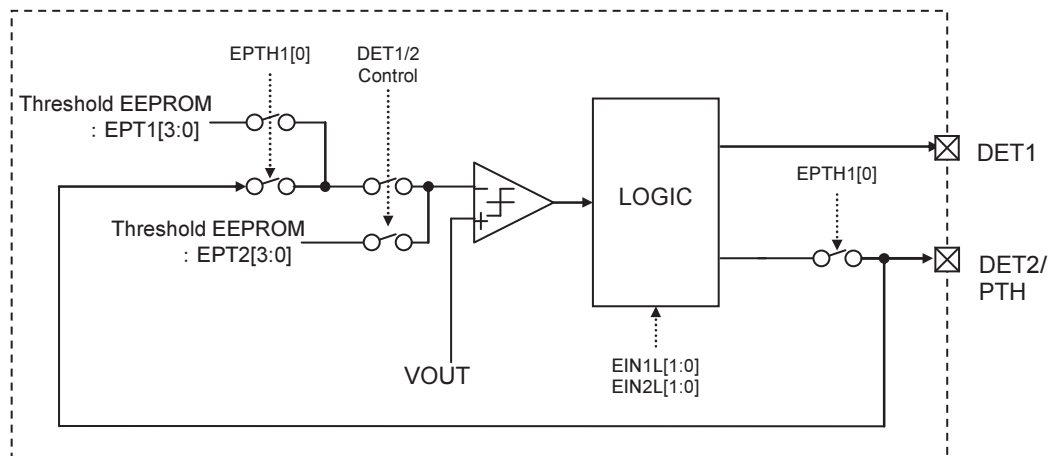 EPTH1[0]
DET1/2
Control
Threshold EEPROM
: EPT1[3:0]
Threshold EEPROM
: EPT2[3:0]
VOUT
LOGIC
EIN1L[1:0]
EIN2L[1:0]
EPTH1[0]
DET1
DET2/
PTH